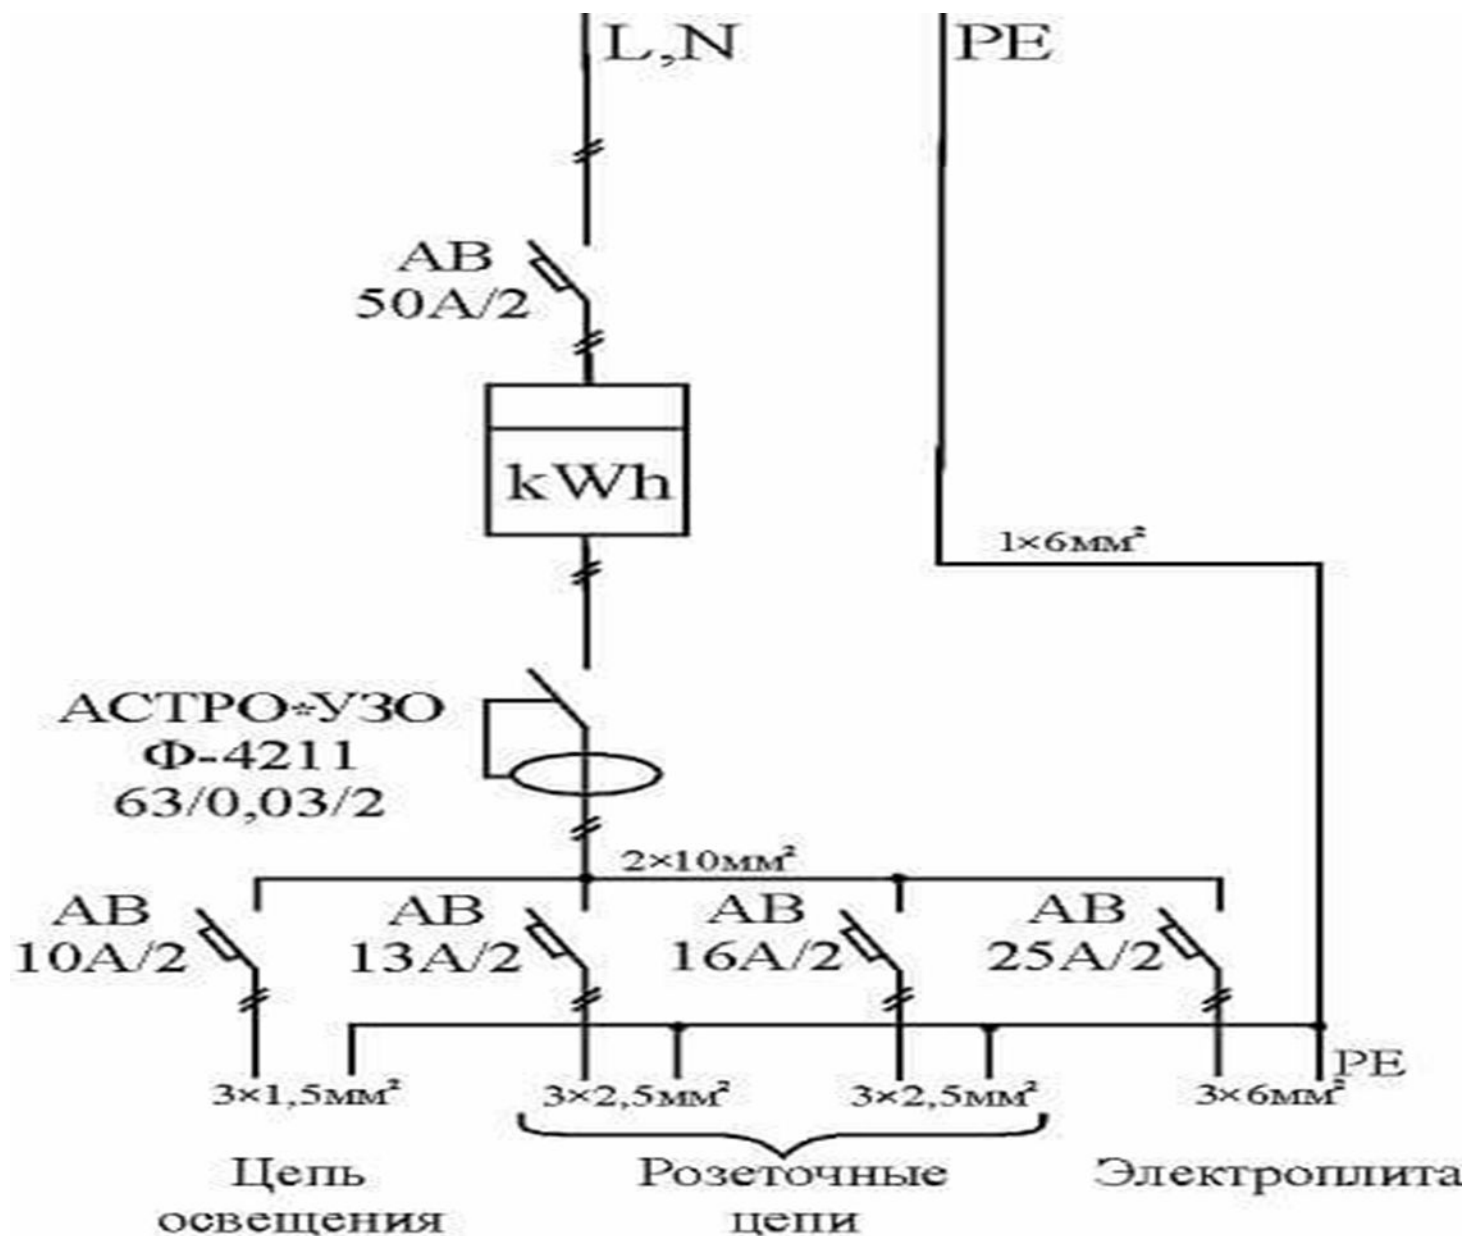 L,N
PE
АВ
50А/2
kWh
1×6мм²
АСТРО*УЗО
Ф-4211
63/0,03/2
2×10мм²
АВ
10А/2
АВ
13А/2
АВ
16А/2
АВ
25А/2
PE
3×1,5мм²
3×2,5мм²
3×2,5мм²
3×6мм²
Цепь
освещения
Розеточные
цепи
Электроплита